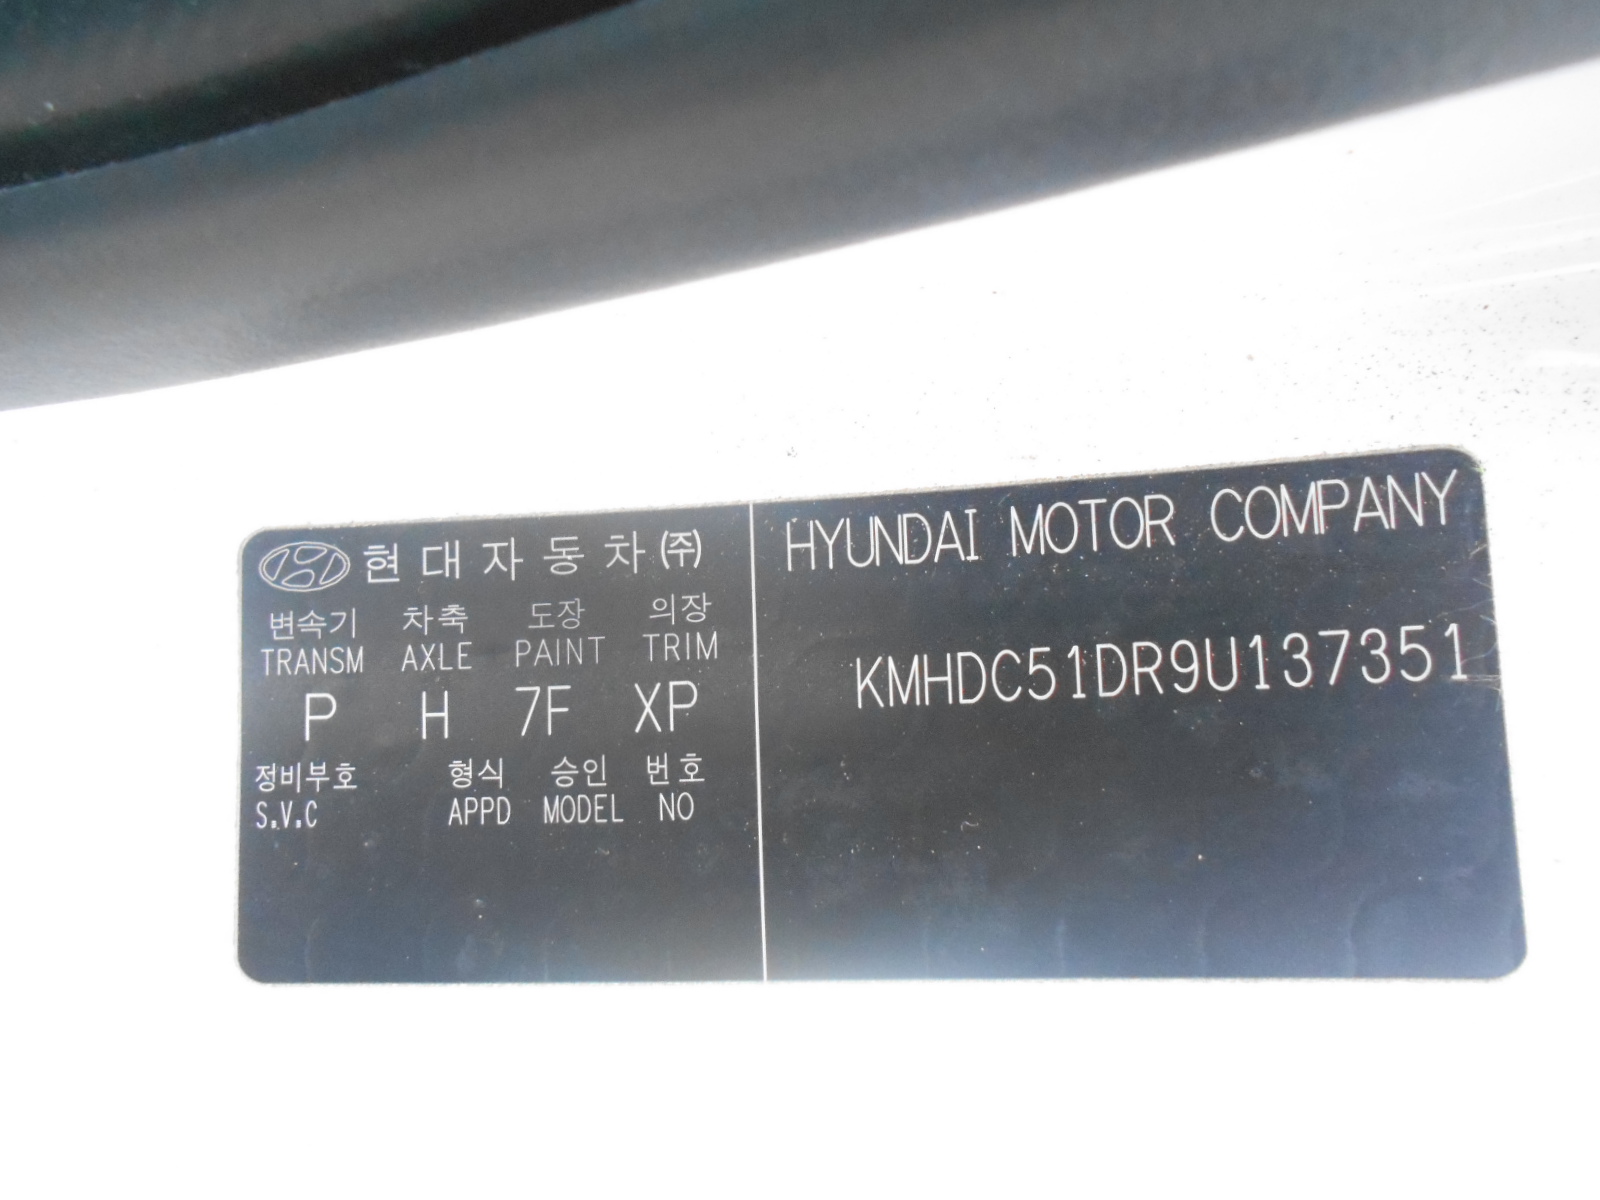 현대자동차(주)
변속기 차축 도장 의장
TRANSM AXLE PAINT TRIM
P H 7F XP
정비부호 형식 승인 번호
S.V.C APPD MODEL NO
HYUNDAI MOTOR COMPANY
KMHDC51DR9U137351